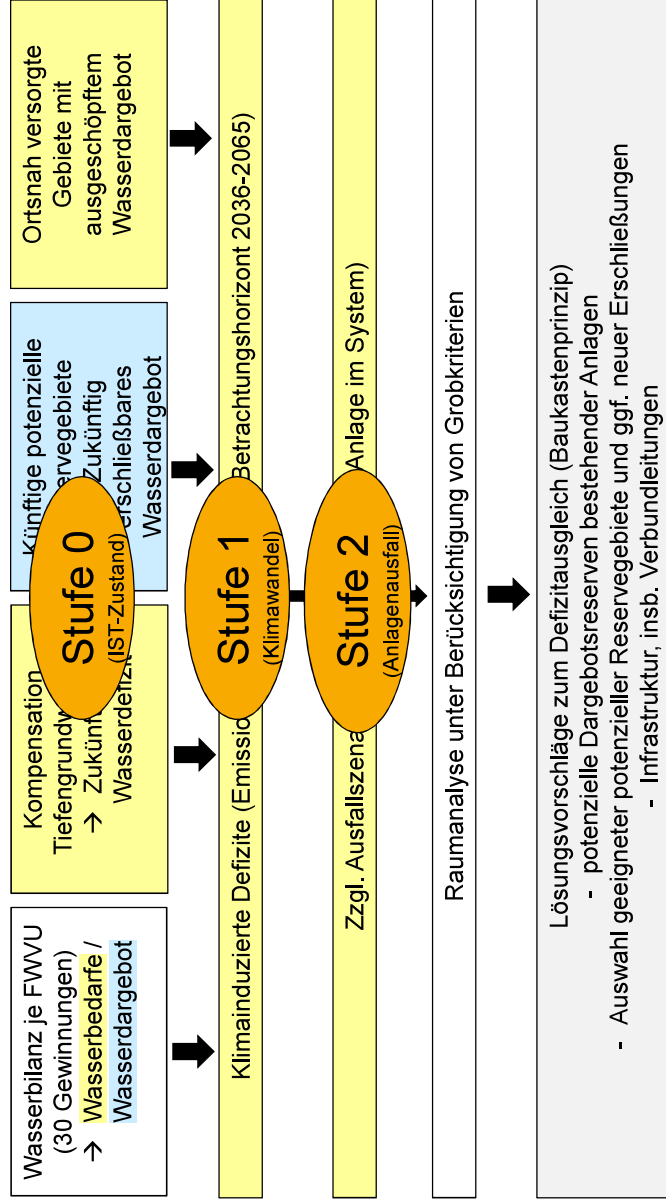 Wasserbilanz je FWVU
(30 Gewinnungen)
→ Wasserbedarfe /
Wasserdargebot
Kompensation
Tiefengrundw
→ Zukünf
Wasserdefizit
Künftige potenzielle
servegebiete
Zukünftig
erschließbares
Wasserdargebot
Ortsnah versorgte
Gebiete mit
ausgeschöpftem
Wasserdargebot
Stufe 0
(IST-Zustand)
Klimainduzierte Defizite (Emissio Betrachtungshorizont 2036-2065)
Stufe 1
(Klimawandel)
Zzgl. Ausfallszena Anlage im System)
Stufe 2
(Anlagenausfall)
Raumanalyse unter Berücksichtigung von Grobkriterien
Lösungsvorschläge zum Defizitausgleich (Baukastenprinzip)
- potenzielle Dargebotsreserven bestehender Anlagen
- Auswahl geeigneter potenzieller Reservegebiete und ggf. neuer Erschließungen
- Infrastruktur, insb. Verbundleitungen